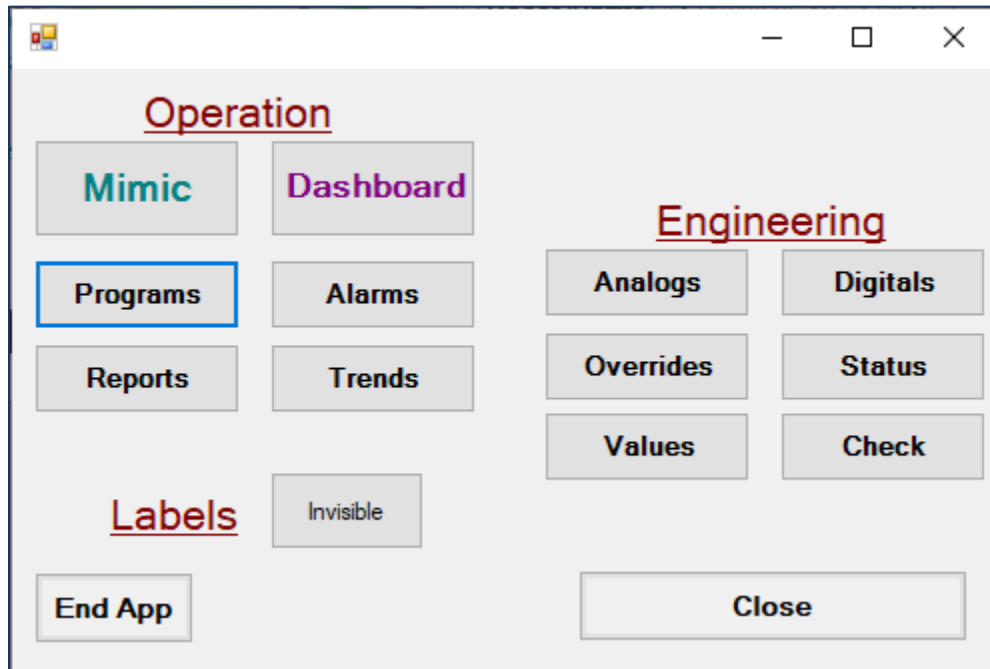 Operation
Mimic
Dashboard
Programs
Alarms
Reports
Trends
Engineering
Analogs
Digitals
Overrides
Status
Values
Check
Labels
Invisible
End App
Close